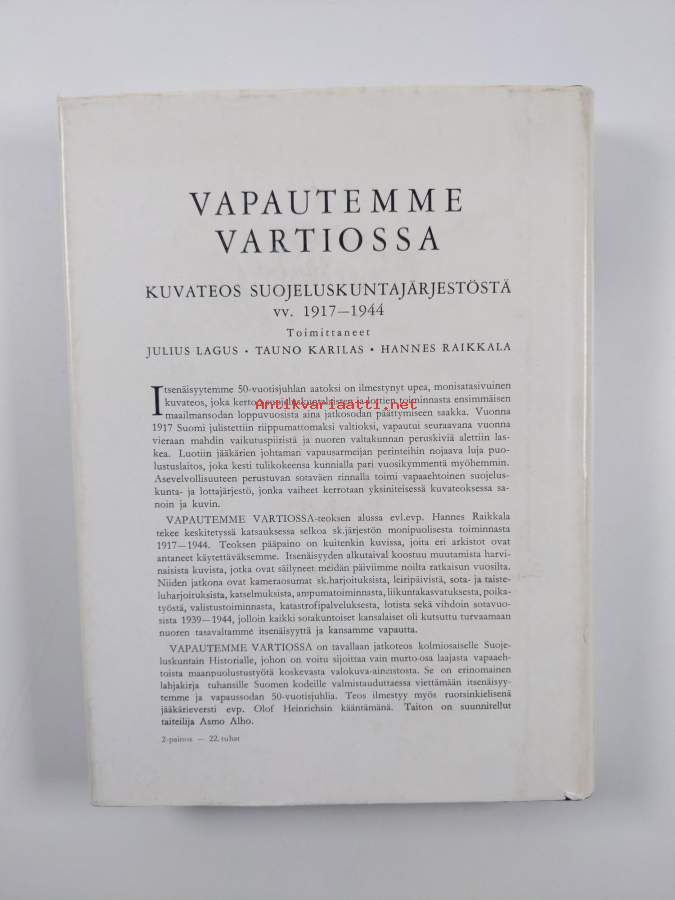 VAPAUTEMME
VARTIOSSA
KUVATEOS SUOJELUSKUNTAJÄRJESTÖSTÄ
vv. 1917—1944
Toimittaneet
JULIUS LAGUS • TAUNO KARILAS • HANNES RAIKKALA
Itsenäisyytemme 50-vuotisjuhlan aatoksi on ilmestynyt upea, monisatasivuinen
kuvateos, joka kertoo suojeluskuntalaisten ja lottien toiminnasta ensimmäisen
Antikvariaatti.net
maailmansodan loppuvuosista aina jatkosodan päättymiseen saakka. Vuonna
1917 Suomi julistettiin riippumattomaksi valtioksi, vapautui seuraavana vuonna
vieraan mahdin vaikutuspiiristä ja nuoren valtakunnan peruskiviä alettiin las-
kea. Luotiin jääkärien johtaman vapausarmeijan perinteihin nojaava luja puo-
lustuslaitos, joka kesti tulikokeensa kunnialla pari vuosikymmentä myöhemmin.
Asevelvollisuuteen perustuvan sotaväen rinnalla toimi vapaaehtoinen suojelus-
kunta- ja lottajärjestö, jonka vaiheet kerrotaan yksiniteisessä kuvateoksessa sa-
noin ja kuvin.
VAPAUTEMME VARTIOSSA-teoksen alussa evl.evp. Hannes Raikkala
tekee keskitetyssä katsauksessa selkoa sk.järjestön monipuolisesta toiminnasta
1917—1944. Teoksen pääpaino on kuitenkin kuvissa, joita eri arkistot ovat
antaneet käytettäväksemme. Itsenäisyyden alkutaival koostuu muutamista harvi-
naisista kuvista, jotka ovat säilyneet meidän päiviimme noilta ratkaisun vuosilta.
Niiden jatkona ovat kameraosumat sk.harjoituksista, leiripäivistä, sota- ja taiste-
luharjoituksista, katselmuksista, ampumatoiminnasta, liikuntakasvatuksesta, poika-
työstä, valistustoiminnasta, katastrofipalveluksesta, lotista sekä vihdoin sotavuo-
sista 1939—1944, jolloin kaikki sotakuntoiset kansalaiset oli kutsuttu turvaamaan
nuoren tasavaltamme itsenäisyyttä ja kansamme vapautta.
VAPAUTEMME VARTIOSSA on tavallaan jatkoteos kolmiosaiselle Suoje-
luskuntain Historialle, johon on voitu sijoittaa vain murto-osa laajasta vapaaeh-
toista maanpuolustustyötä koskevasta valokuva-aineistosta. Se on erinomainen
lahjakirja tuhansille Suomen kodeille valmistauduttaessa viettämään itsenäisyy-
temme ja vapaussodan 50-vuotisjuhlia. Teos ilmestyy myös ruotsinkielisenä
jääkärieversti evp. Olof Heinrichsin kääntämänä. Taiton on suunnitellut
taiteilija Asmo Alho.
2-painos — 22. tuhat